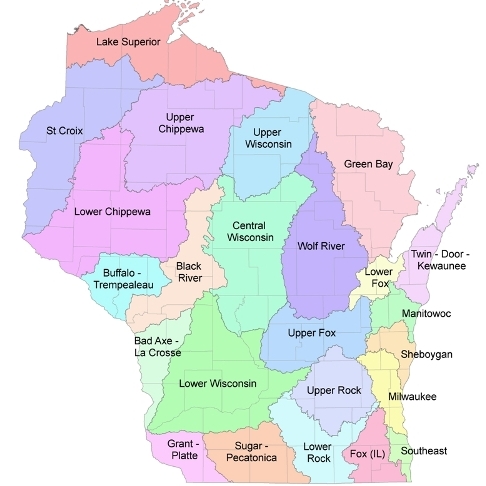 Lake Superior
St Croix
Upper
Chippewa
Upper
Wisconsin
Green Bay
Lower Chippewa
Central
Wisconsin
Wolf River
Twin - Door -
Kewaunee
Buffalo -
Trempealeau
Black
River
Lower
Fox
Manitowoc
Bad Axe -
La Crosse
Upper Fox
Sheboygan
Lower Wisconsin
Upper Rock
Milwaukee
Grant -
Platte
Sugar -
Pecatonica
Lower
Rock
Fox (IL)
Southeast